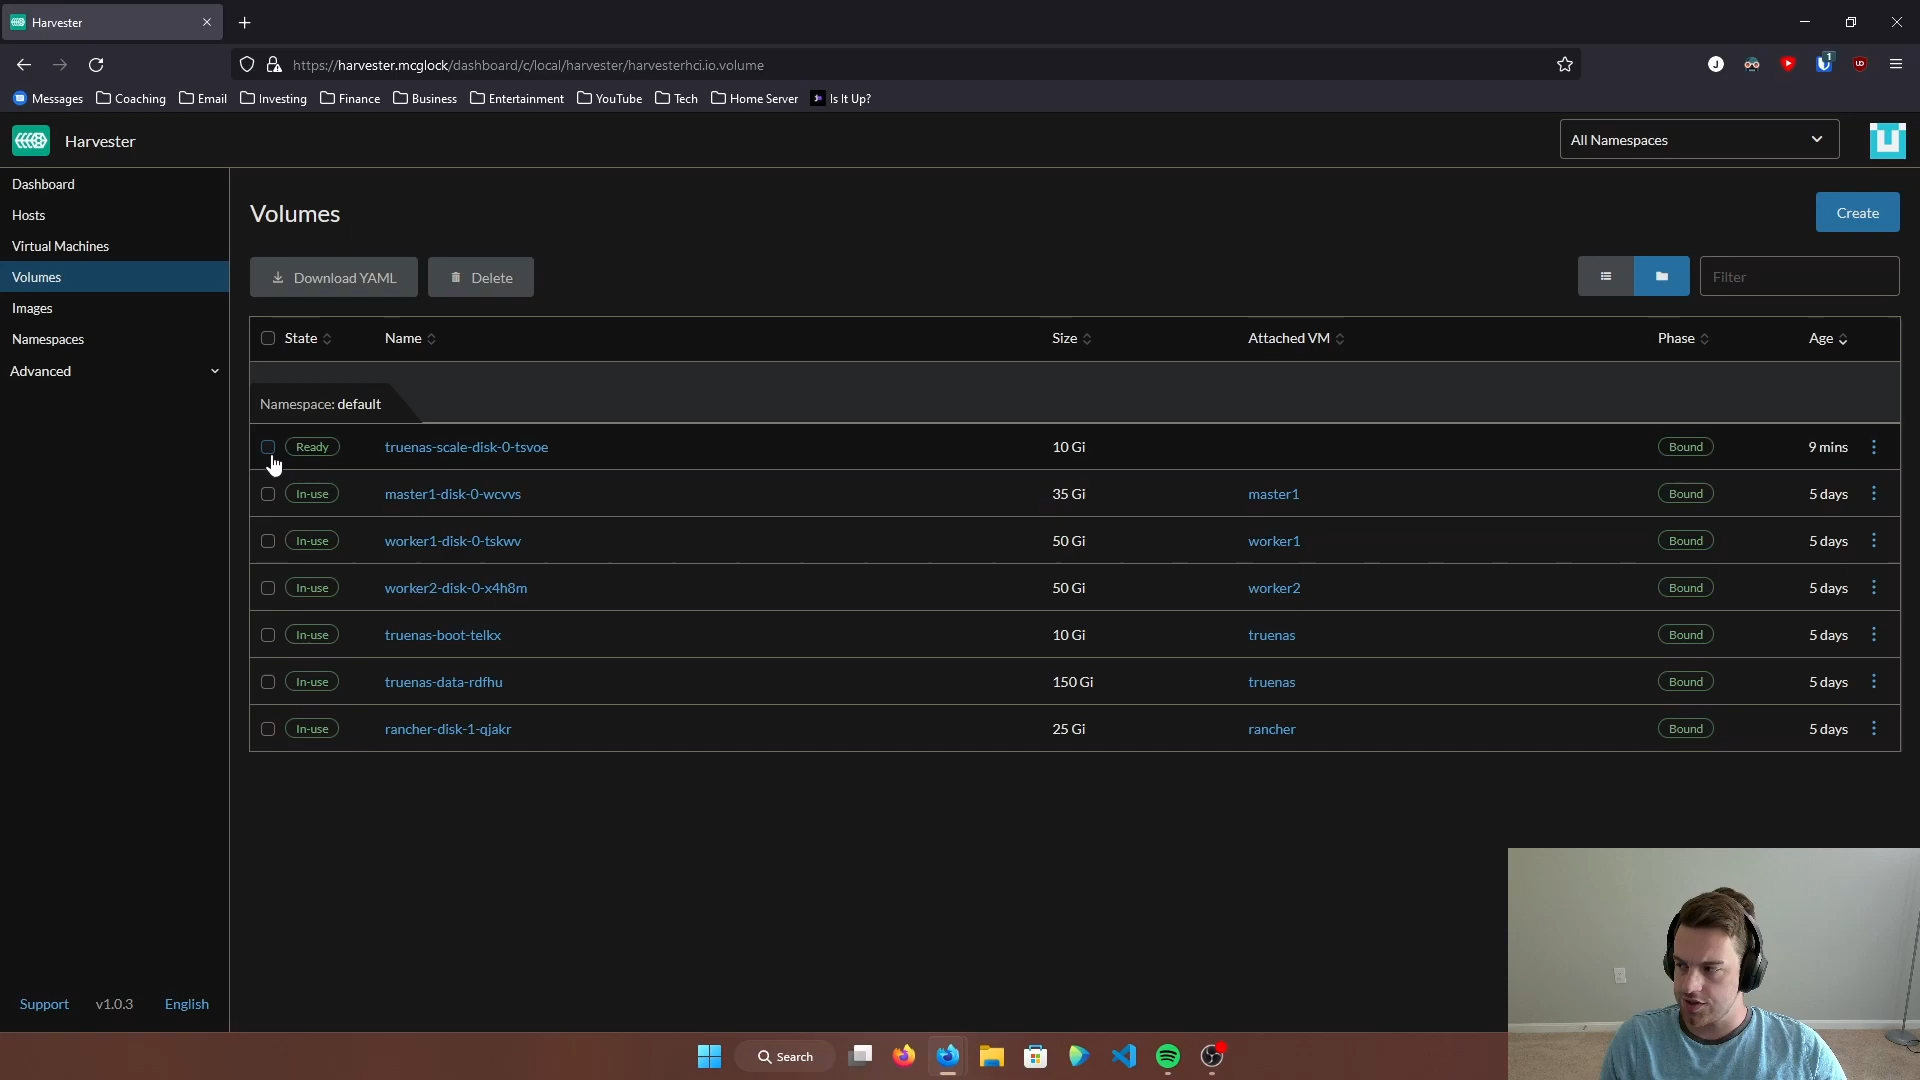 Harvester
https://harvester.mcglock/dashboard/c/local/harvester/harvesterhci.io.volume
1
Messages Coaching Email Investing Finance Business Entertainment YouTube Tech Home Server Is It Up?
Harvester
All Namespaces
Dashboard
Hosts
Virtual Machines
Volumes
Images
Namespaces
Advanced
Volumes
Create
Download YAML Delete
Filter
State Name Size Attached VM Phase Age
Namespace: default
Ready truenas-scale-disk-0-tsvoe 10 Gi Bound 9 mins
In-use master1-disk-0-wcvvs 35 Gi master1 Bound 5 days
In-use worker1-disk-0-tskwv 50 Gi worker1 Bound 5 days
In-use worker2-disk-0-x4h8m 50 Gi worker2 Bound 5 days
In-use truenas-boot-telkx 10 Gi truenas Bound 5 days
In-use truenas-data-rdfhu 150 Gi truenas Bound 5 days
In-use rancher-disk-1-qjakr 25 Gi rancher Bound 5 days
Support v1.0.3 English
Search